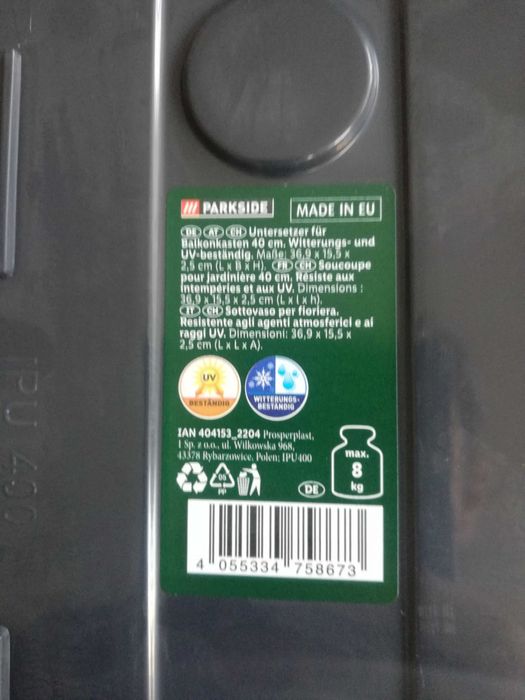 PARKSIDE
MADE IN EU
DE AT CH Untersetzer für
Balkonkasten 40 cm. Witterungs- und
UV-beständig. Maße: 36,9 x 15,5 x
2,5 cm (L x B x H). FR CH Soucoupe
pour jardinière 40 cm. Résiste aux
intempéries et aux UV. Dimensions :
36,9 x 15,5 x 2,5 cm (L x l x h).
IT CH Sottovaso per fioriera.
Resistente agli agenti atmosferici e ai
raggi UV. Dimensioni: 36,9 x 15,5 x
2,5 cm (L x L x A).
UV
BESTÄNDIG
WITTERUNGS-
BESTÄNDIG
IAN 404153_2204 Prosperplast,
1 Sp. z o.o., ul. Wilkowska 968,
43378 Rybarzowice, Polen; IPU400
05
PP
DE
max.
8
kg
4 055334 758673
IPU 400